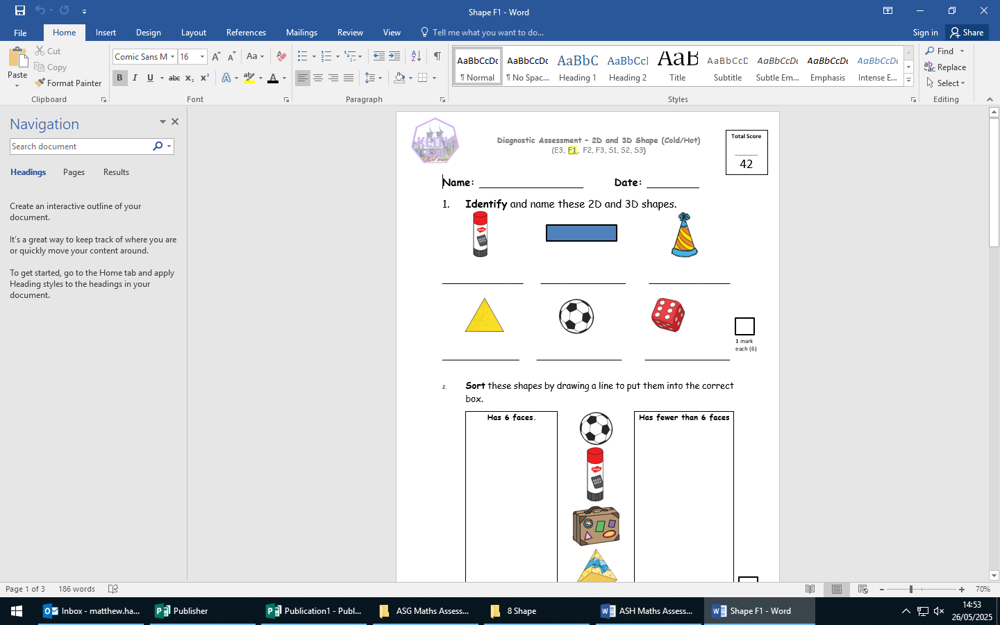 Shape F1 - Word
File Home Insert Design Layout References Mailings Review View Tell me what you want to do... Sign in Share
Paste
Cut
Copy
Format Painter
Clipboard
Comic Sans M 16
Font
Paragraph
AaBbCcDc AaBbCcDc AaBbC AaBbCcI AaB AaBbCcD AaBbCcDc AaBbCcDc AaBbCcDc
¶ Normal ¶ No Spac... Heading 1 Heading 2 Title Subtitle Subtle Em... Emphasis Intense E...
Styles
Find
Replace
Select
Editing
Navigation
Search document
Headings Pages Results
Create an interactive outline of your
document.
It's a great way to keep track of where you are
or quickly move your content around.
To get started, go to the Home tab and apply
Heading styles to the headings in your
document.
KEITH
Diagnostic Assessment – 2D and 3D Shape (Cold/Hot)
(E3, F1, F2, F3, S1, S2, S3)
Total Score
42
Name: ____________ Date: ______
1. Identify and name these 2D and 3D shapes.
1 mark
each (6)
2. Sort these shapes by drawing a line to put them into the correct
box.
Has 6 faces. Has fewer than 6 faces
Page 1 of 3 186 words 70%
Inbox - matthew.ha... Publisher Publication1 - Publ... ASG Maths Assess... 8 Shape ASH Maths Assess... Shape F1 - Word
14:53
26/05/2025